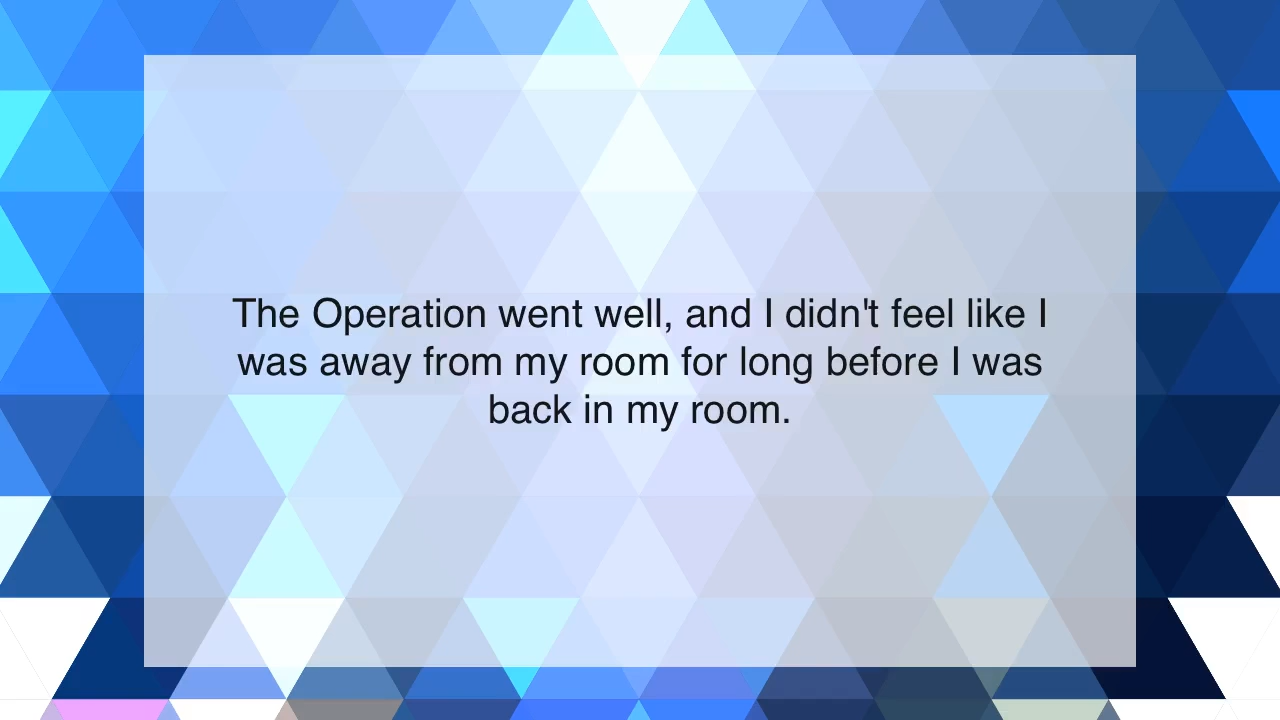 The Operation went well, and I didn't feel like I
was away from my room for long before I was
back in my room.